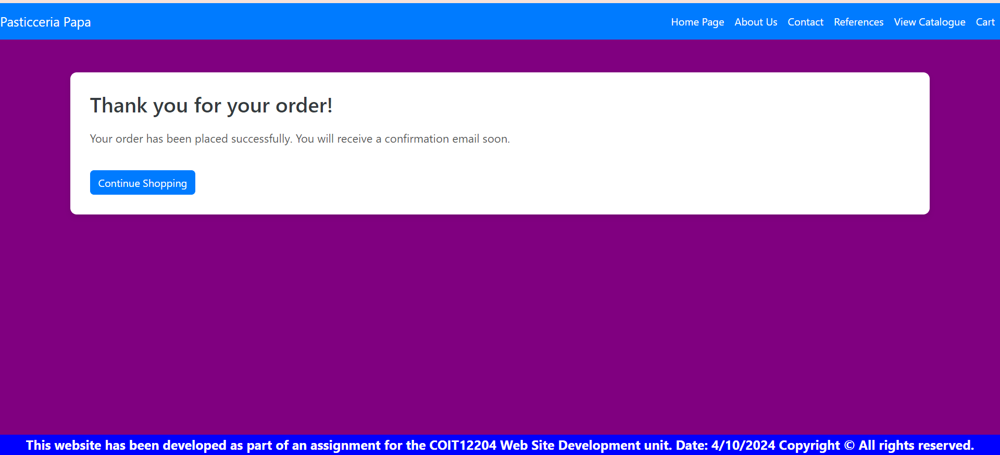 Pasticceria Papa
Home Page About Us Contact References View Catalogue Cart
Thank you for your order!
Your order has been placed successfully. You will receive a confirmation email soon.
Continue Shopping
This website has been developed as part of an assignment for the COIT12204 Web Site Development unit. Date: 4/10/2024 Copyright © All rights reserved.